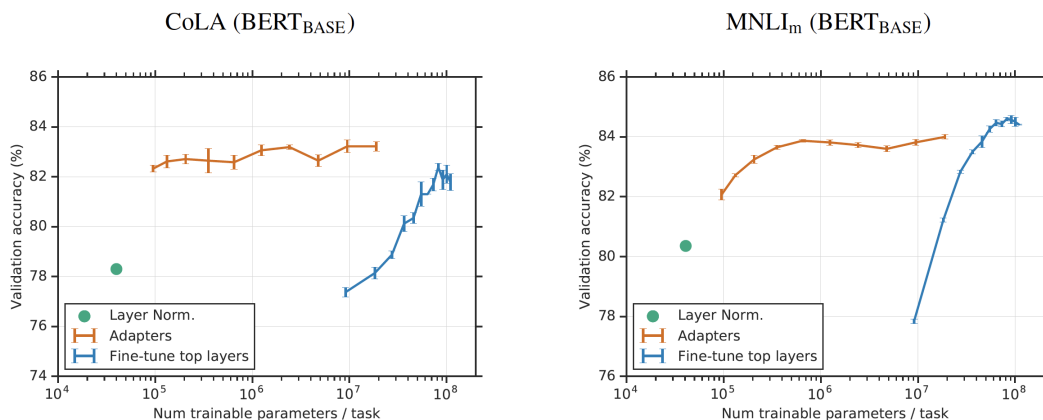 CoLA (BERT_BASE)
86
84
82
80
78
76
74
Validation accuracy (%)
Layer Norm.
Adapters
Fine-tune top layers
10^4 10^5 10^6 10^7 10^8
Num trainable parameters / task
MNLI_m (BERT_BASE)
86
84
82
80
78
76
Validation accuracy (%)
Layer Norm.
Adapters
Fine-tune top layers
10^4 10^5 10^6 10^7 10^8
Num trainable parameters / task